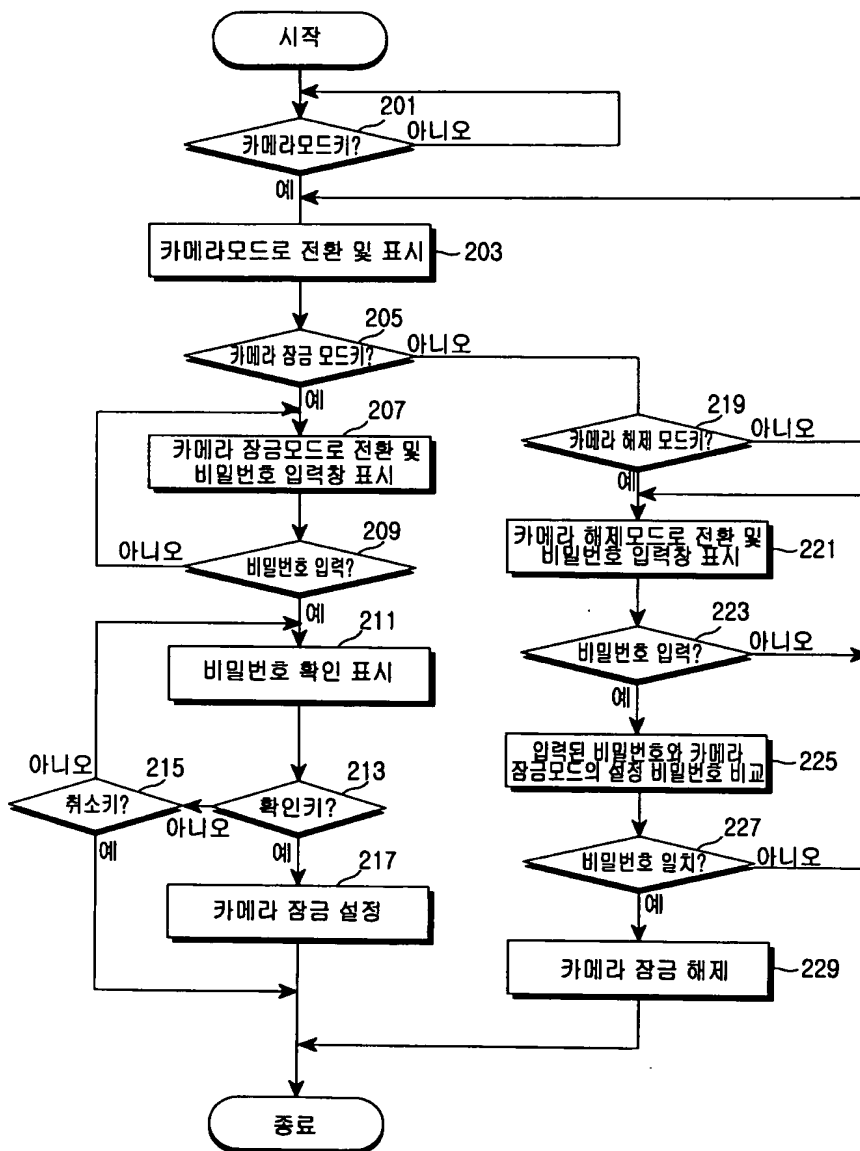 시작
201
카메라모드키?
아니오
예
카메라모드로 전환 및 표시
203
205
카메라 잠금 모드키?
아니오
예
207
카메라 잠금모드로 전환 및
비밀번호 입력창 표시
209
비밀번호 입력?
아니오
예
211
비밀번호 확인 표시
213
확인키?
아니오
예
215
취소키?
아니오
예
217
카메라 잠금 설정
219
카메라 해제 모드키?
아니오
예
카메라 해제모드로 전환 및
비밀번호 입력창 표시
221
223
비밀번호 입력?
아니오
예
입력된 비밀번호와 카메라
잠금모드의 설정 비밀번호 비교
225
227
비밀번호 일치?
아니오
예
카메라 잠금 해제
229
종료